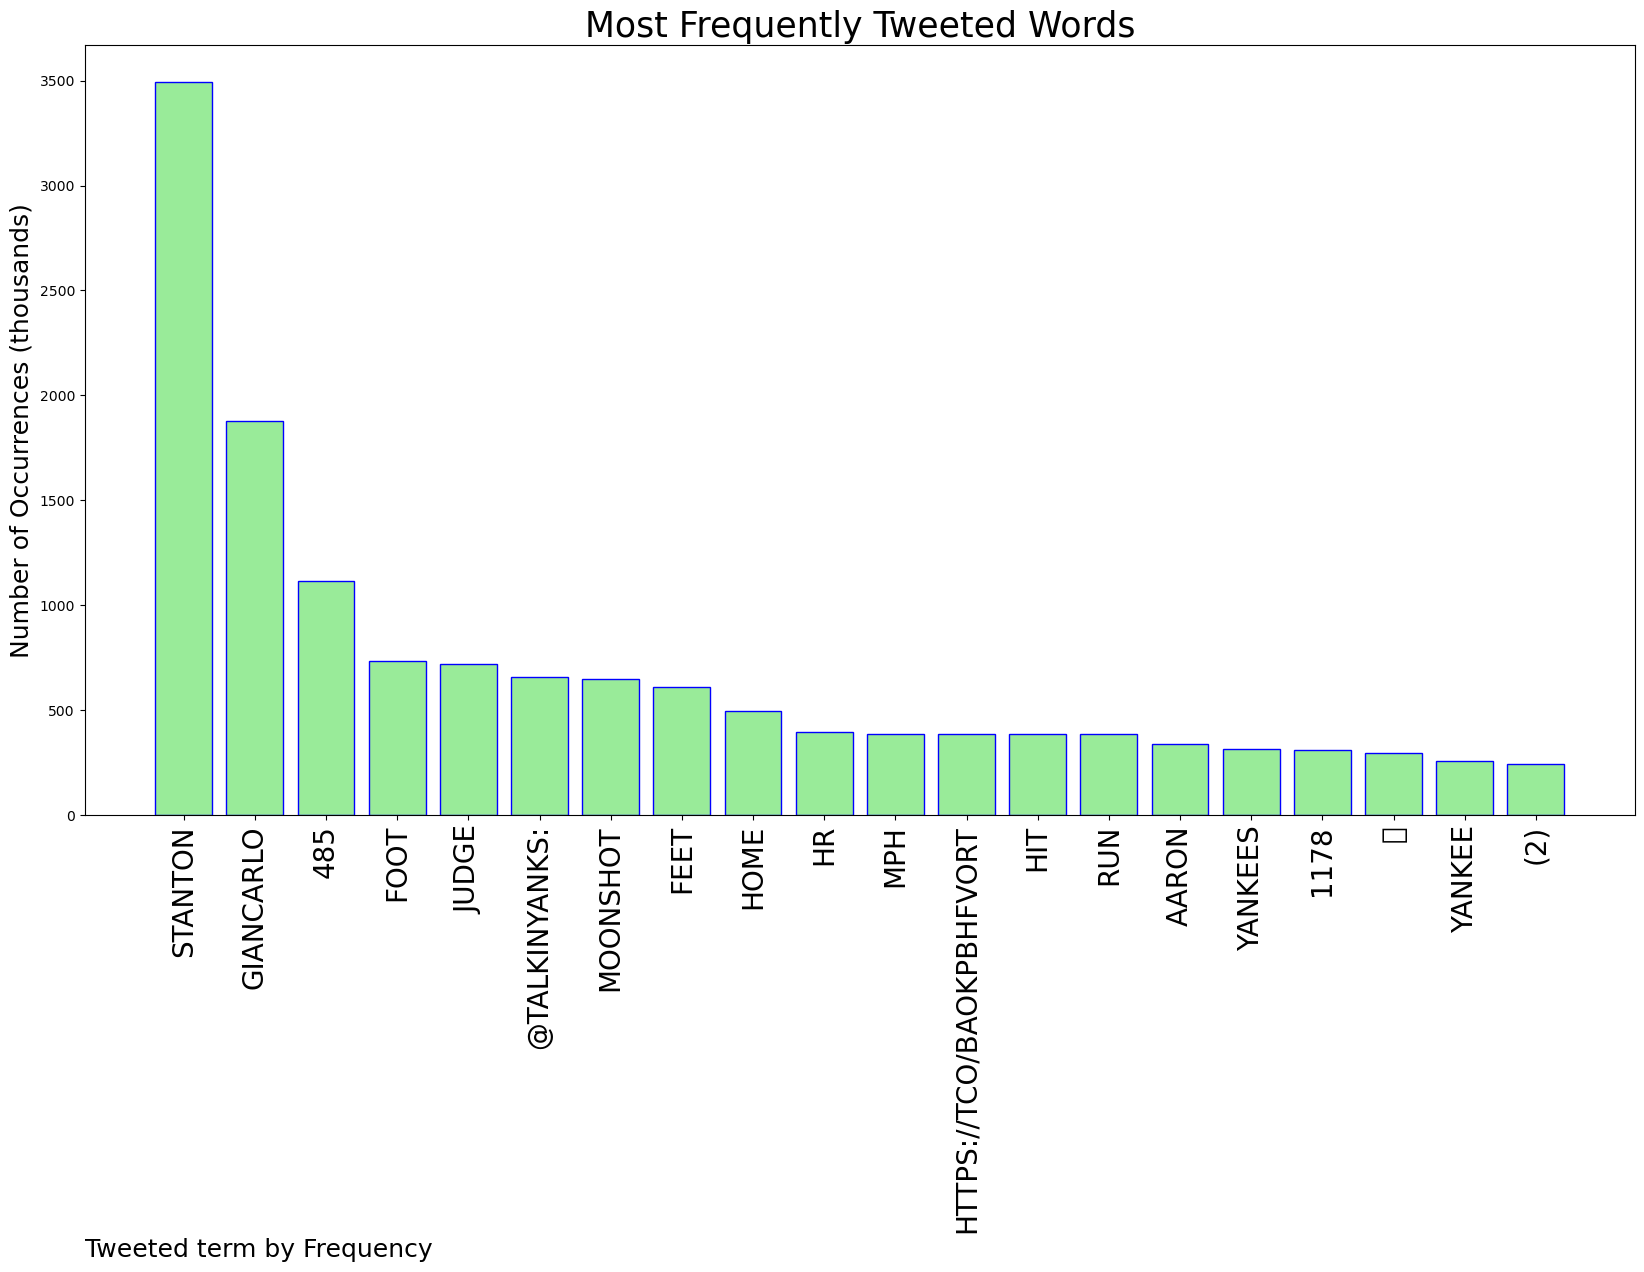 Most Frequently Tweeted Words
Number of Occurrences (thousands)
3500
3000
2500
2000
1500
1000
500
0
STANTON
GIANCARLO
485
FOOT
JUDGE
@TALKINYANKS:
MOONSHOT
FEET
HOME
HR
MPH
HTTPS://TCO/BAOKPBHFVORT
HIT
RUN
AARON
YANKEES
1178
YANKEE
(2)
Tweeted term by Frequency